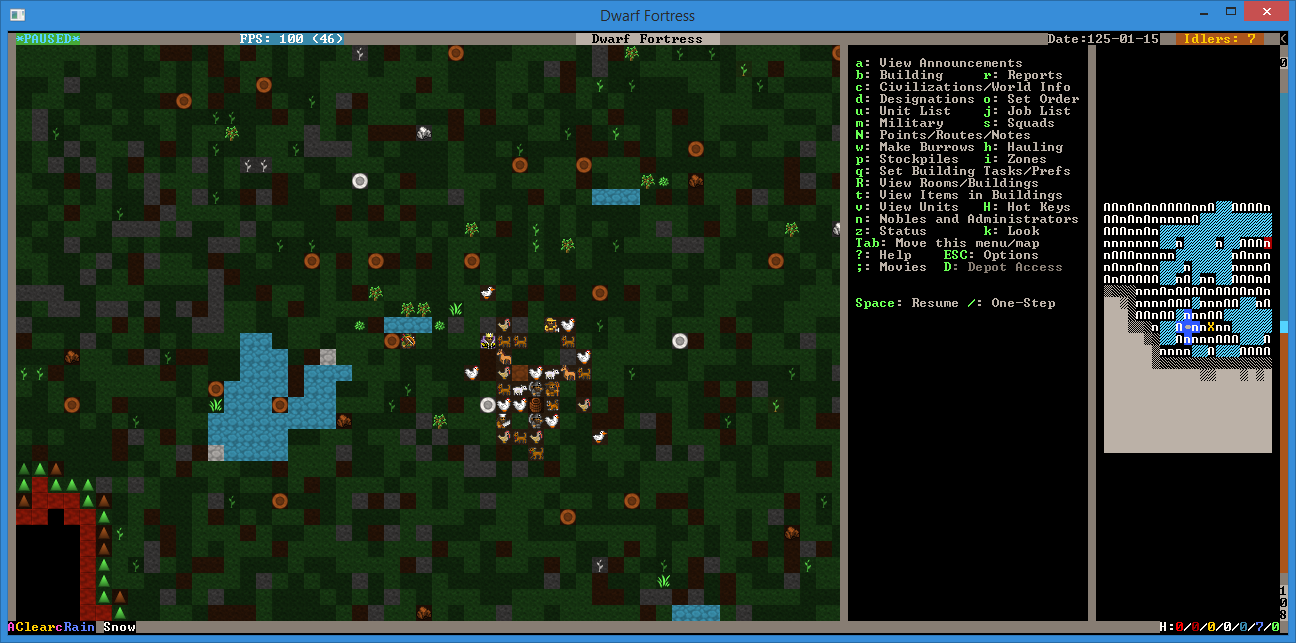 Dwarf Fortress
*PAUSED* FPS: 100 (46) Dwarf Fortress Date:125-01-15 Idlers: 7
a: View Announcements
b: Building r: Reports
c: Civilizations/World Info
d: Designations o: Set Order
u: Unit List j: Job List
m: Military s: Squads
N: Points/Routes/Notes
w: Make Burrows h: Hauling
p: Stockpiles i: Zones
q: Set Building Tasks/Prefs
R: View Rooms/Buildings
t: View Items in Buildings
v: View Units H: Hot Keys
n: Nobles and Administrators
z: Status k: Look
Tab: Move this menu/map
?: Help ESC: Options
;: Movies D: Depot Access
Space: Resume /: One-Step
AClearcRain Snow H:0/0/0/0/0/7/0